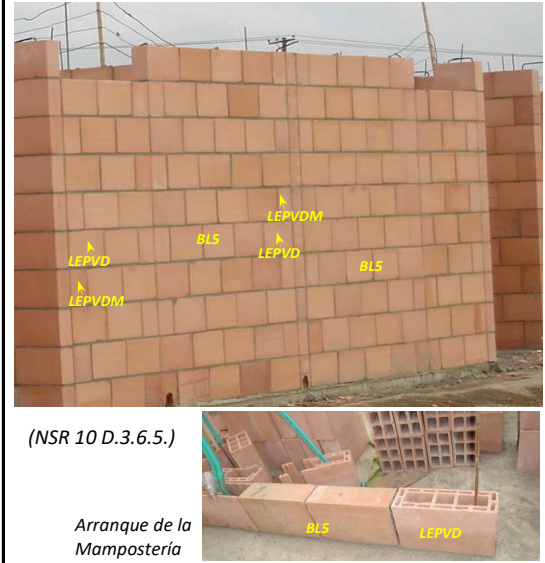 LEPVDM
BL5
LEPVD
LEPVD
BL5
LEPVDM
(NSR 10 D.3.6.5.)
Arranque de la
Mampostería
BL5
LEPVD